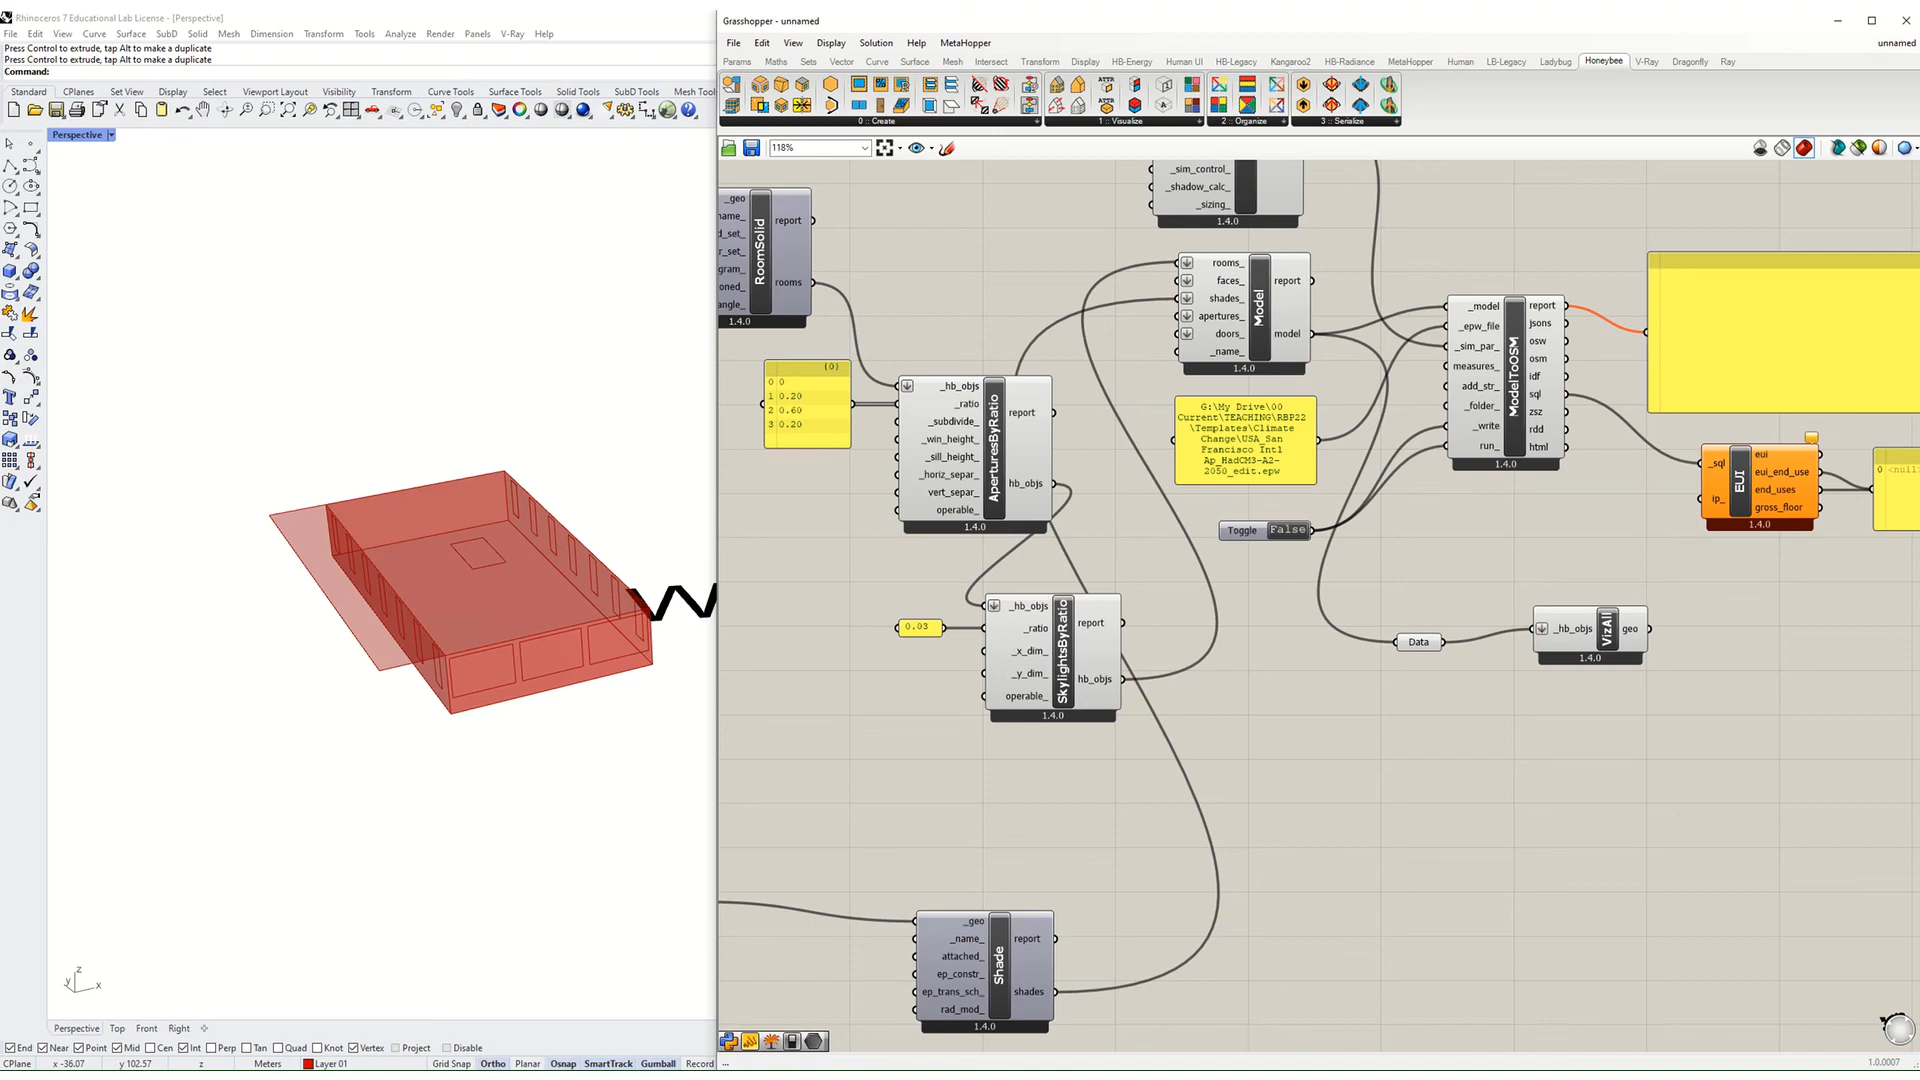 Rhinoceros 7 Educational Lab License - [Perspective]
File Edit View Curve Surface SubD Solid Mesh Dimension Transform Tools Analyze Render Panels V-Ray Help
Press Control to extrude, tap Alt to make a duplicate
Press Control to extrude, tap Alt to make a duplicate
Command:
Standard CPlanes Set View Display Select Viewport Layout Visibility Transform Curve Tools Surface Tools Solid Tools SubD Tools Mesh Too
Perspective
z
y x
Perspective Top Front Right
End Near Point Mid Cen Int Perp Tan Quad Knot Vertex Project Disable
CPlane x -36.07 y 102.57 z Meters Layer 01 Grid Snap Ortho Planar Osnap SmartTrack Gumball Record
Grasshopper - unnamed
File Edit View Display Solution Help MetaHopper unnamed
Params Maths Sets Vector Curve Surface Mesh Intersect Transform Display HB-Energy Human UI HB-Legacy Kangaroo2 HB-Radiance MetaHopper Human LB-Legacy Ladybug Honeybee V-Ray Dragonfly Ray
ATTR ATTR
ATTR A
0 :: Create 1 :: Visualize 2 :: Organize 3 :: Serialize
118%
_geo
name_
d_set_
r_set_
gram_
oned_
angle_
RoomSolid
report
rooms
1.4.0
{0}
0 0
1 0.20
2 0.60
3 0.20
_hb_objs
_ratio
_subdivide_
_win_height_
_sill_height_
_horiz_separ_
vert_separ_
operable_
AperturesByRatio
report
hb_objs
1.4.0
0.03
_hb_objs
_ratio
_x_dim_
_y_dim_
operable_
SkylightsByRatio
report
hb_objs
1.4.0
_geo
_name_
attached_
ep_constr_
ep_trans_sch_
rad_mod_
Shade
report
shades
1.4.0
_sim_control_
_shadow_calc_
_sizing_
1.4.0
rooms_
faces_
shades_
apertures_
doors_
_name_
Model
report
model
1.4.0
G:\My Drive\00
Current\TEACHING\RBP22
\Templates\Climate
Change\USA_San
Francisco Intl
Ap_HadCM3-A2-
2050_edit.epw
Toggle False
_model
_epw_file
_sim_par_
measures_
add_str_
_folder_
_write
run_
ModelToOSM
report
jsons
osw
osm
idf
sql
zsz
rdd
html
1.4.0
_sql
ip_
EUI
eui
eui_end_use
end_uses
gross_floor
1.4.0
0 <null>
Data
_hb_objs
VizAll
geo
1.4.0
... 1.0.0007